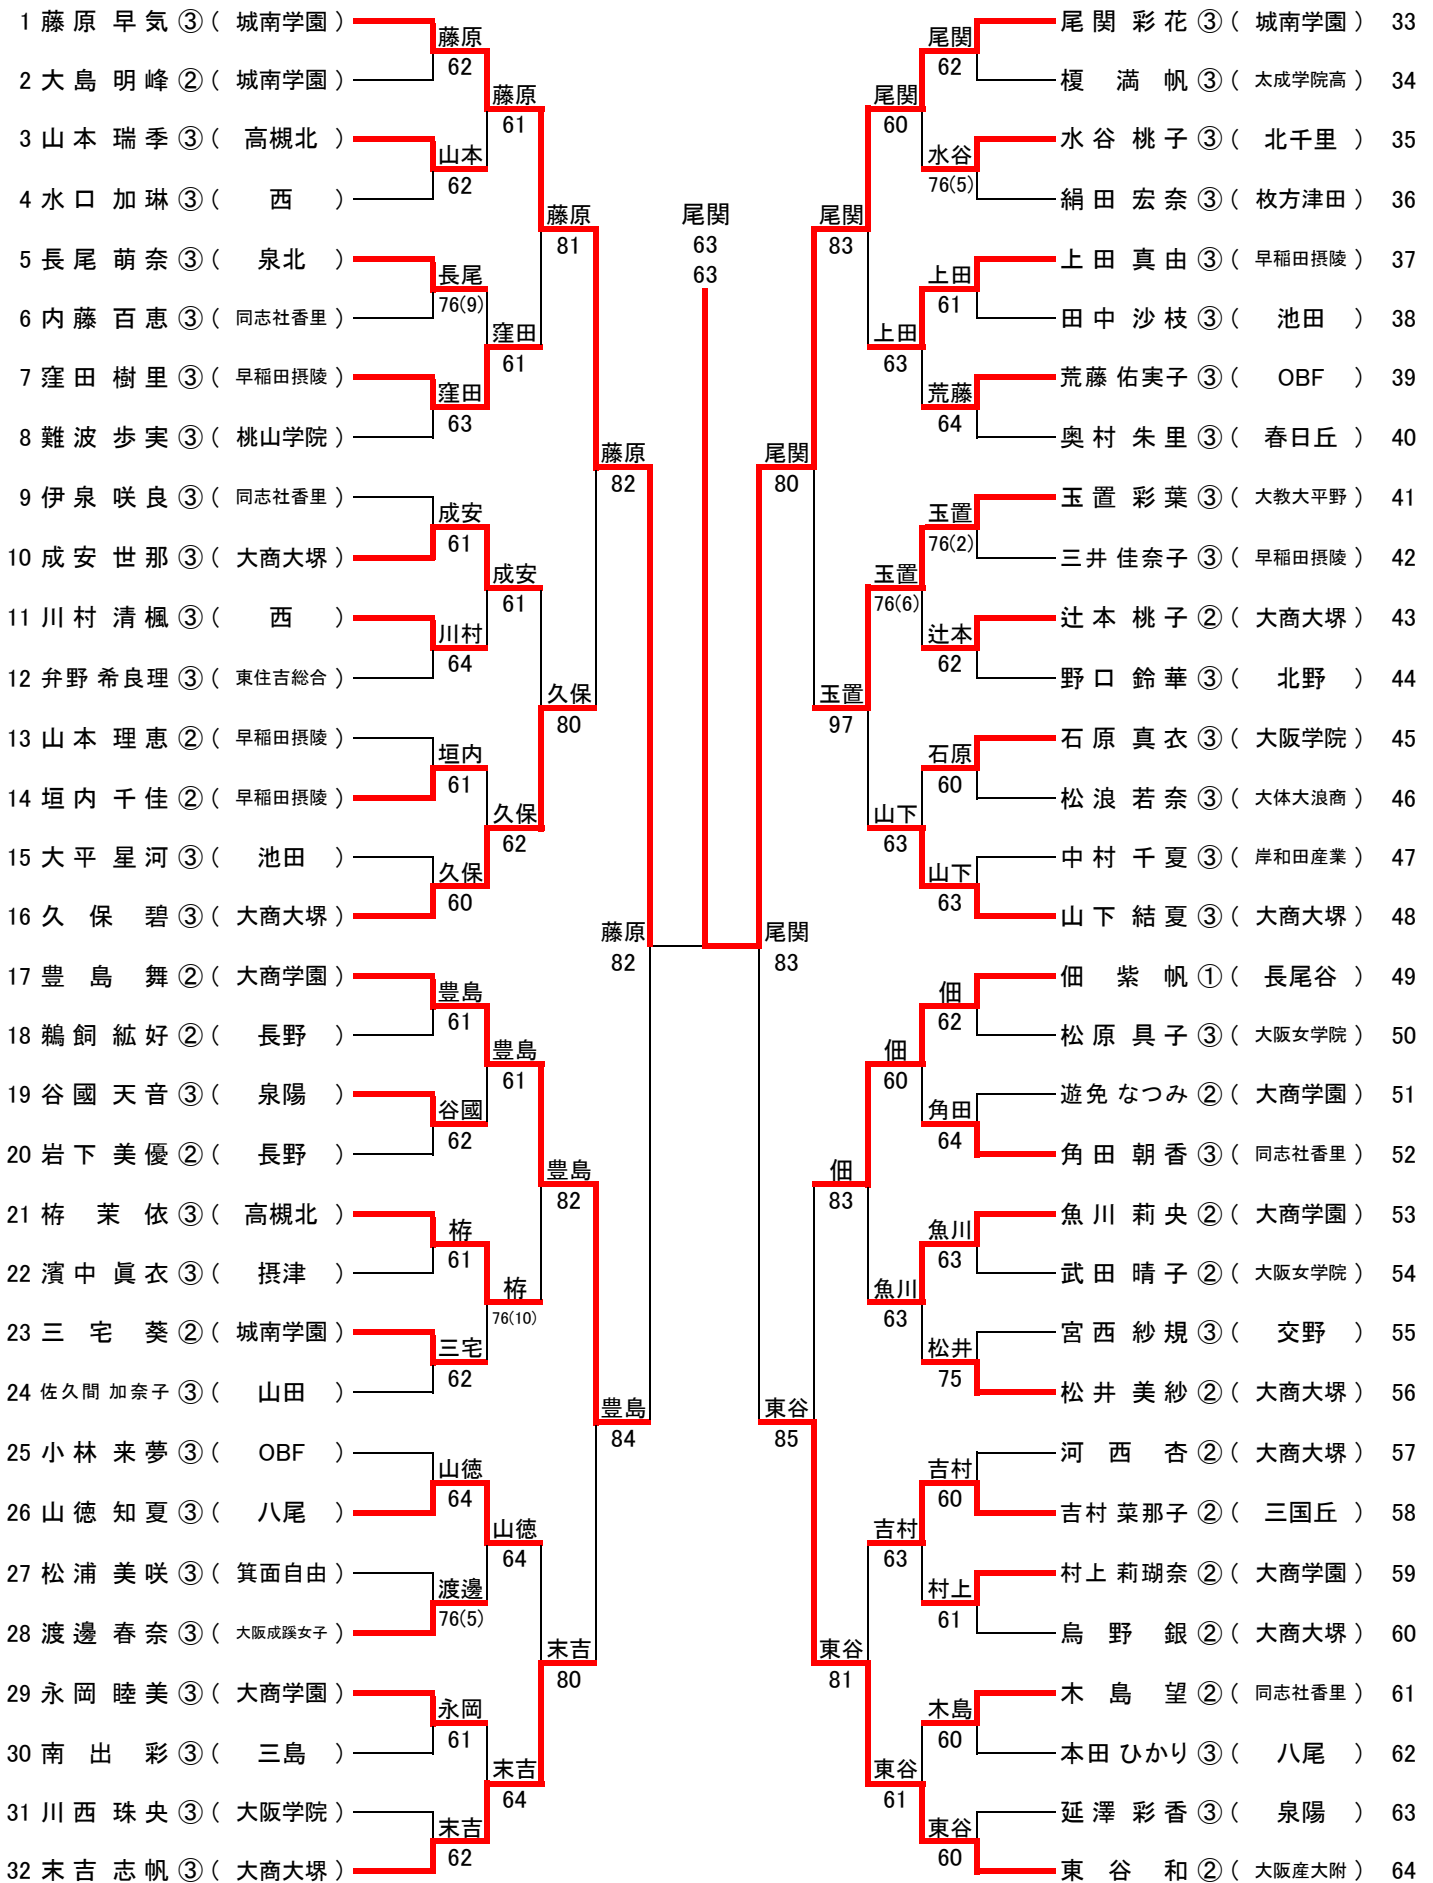 1 藤原 早気 ③ ( 城南学園 )
2 大島 明峰 ② ( 城南学園 )
3 山本 瑞季 ③ ( 高槻北 )
4 水口 加琳 ③ ( 西 )
5 長尾 萌奈 ③ ( 泉北 )
6 内藤 百恵 ③ ( 同志社香里 )
7 窪田 樹里 ③ ( 早稲田摂陵 )
8 難波 歩実 ③ ( 桃山学院 )
9 伊泉 咲良 ③ ( 同志社香里 )
10 成安 世那 ③ ( 大商大堺 )
11 川村 清楓 ③ ( 西 )
12 弁野 希良理 ③ ( 東住吉総合 )
13 山本 理恵 ② ( 早稲田摂陵 )
14 垣内 千佳 ② ( 早稲田摂陵 )
15 大平 星河 ③ ( 池田 )
16 久保 碧 ③ ( 大商大堺 )
17 豊島 舞 ② ( 大商学園 )
18 鵜飼 紘好 ② ( 長野 )
19 谷國 天音 ③ ( 泉陽 )
20 岩下 美優 ② ( 長野 )
21 栫 茉依 ③ ( 高槻北 )
22 濱中 眞衣 ③ ( 摂津 )
23 三宅 葵 ② ( 城南学園 )
24 佐久間 加奈子 ③ ( 山田 )
25 小林 来夢 ③ ( OBF )
26 山徳 知夏 ③ ( 八尾 )
27 松浦 美咲 ③ ( 箕面自由 )
28 渡邊 春奈 ③ ( 大阪成蹊女子 )
29 永岡 睦美 ③ ( 大商学園 )
30 南出 彩 ③ ( 三島 )
31 川西 珠央 ③ ( 大阪学院 )
32 末吉 志帆 ③ ( 大商大堺 )
藤原
62
山本
62
長尾
76(9)
窪田
63
成安
61
川村
64
垣内
61
久保
60
豊島
61
谷國
62
栫
61
三宅
62
山徳
64
渡邊
76(5)
永岡
61
末吉
62
藤原
61
窪田
61
成安
61
久保
62
豊島
61
栫
76(10)
山徳
64
末吉
64
藤原
81
久保
80
豊島
82
末吉
80
藤原
82
豊島
84
藤原
82
尾関
63
63
尾関
83
尾関
80
東谷
85
尾関
83
玉置
97
佃
83
東谷
81
尾関
60
上田
63
玉置
76(6)
山下
63
佃
60
魚川
63
吉村
63
東谷
61
尾関
62
水谷
76(5)
上田
61
荒藤
64
玉置
76(2)
辻本
62
石原
60
山下
63
佃
62
角田
64
魚川
63
松井
75
吉村
60
村上
61
木島
60
東谷
60
尾関 彩花 ③ ( 城南学園 ) 33
榎 満帆 ③ ( 太成学院高 ) 34
水谷 桃子 ③ ( 北千里 ) 35
絹田 宏奈 ③ ( 枚方津田 ) 36
上田 真由 ③ ( 早稲田摂陵 ) 37
田中 沙枝 ③ ( 池田 ) 38
荒藤 佑実子 ③ ( OBF ) 39
奥村 朱里 ③ ( 春日丘 ) 40
玉置 彩葉 ③ ( 大教大平野 ) 41
三井 佳奈子 ③ ( 早稲田摂陵 ) 42
辻本 桃子 ② ( 大商大堺 ) 43
野口 鈴華 ③ ( 北野 ) 44
石原 真衣 ③ ( 大阪学院 ) 45
松浪 若奈 ③ ( 大体大浪商 ) 46
中村 千夏 ③ ( 岸和田産業 ) 47
山下 結夏 ③ ( 大商大堺 ) 48
佃 紫帆 ① ( 長尾谷 ) 49
松原 具子 ③ ( 大阪女学院 ) 50
遊免 なつみ ② ( 大商学園 ) 51
角田 朝香 ③ ( 同志社香里 ) 52
魚川 莉央 ② ( 大商学園 ) 53
武田 晴子 ② ( 大阪女学院 ) 54
宮西 紗規 ③ ( 交野 ) 55
松井 美紗 ② ( 大商大堺 ) 56
河西 杏 ② ( 大商大堺 ) 57
吉村 菜那子 ② ( 三国丘 ) 58
村上 莉瑚奈 ② ( 大商学園 ) 59
烏野 銀 ② ( 大商大堺 ) 60
木島 望 ② ( 同志社香里 ) 61
本田 ひかり ③ ( 八尾 ) 62
延澤 彩香 ③ ( 泉陽 ) 63
東谷 和 ② ( 大阪産大附 ) 64